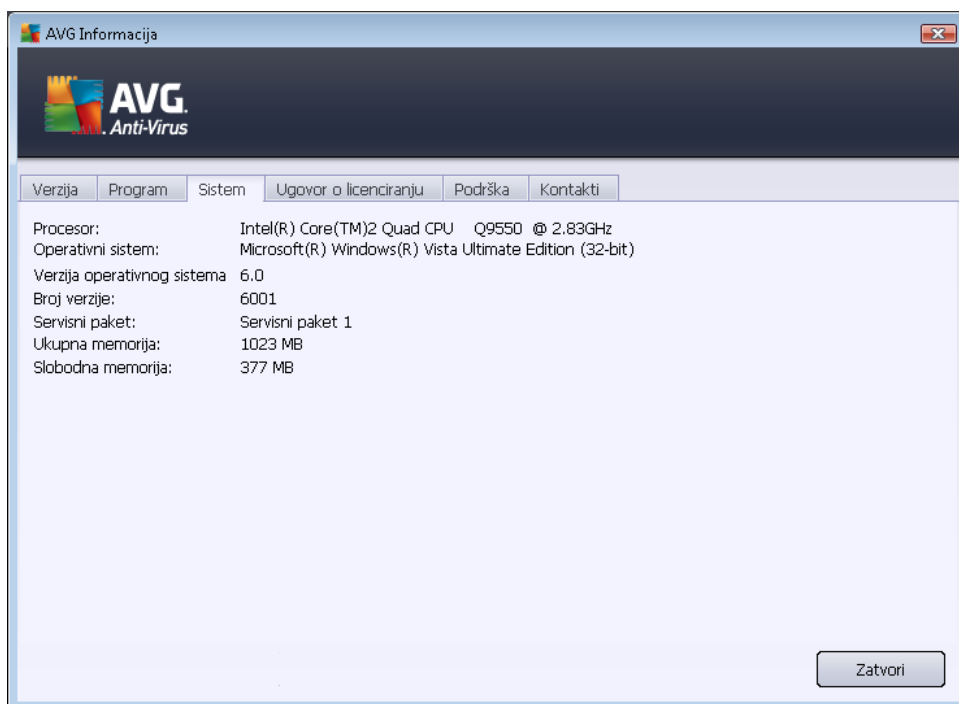 AVG Informacija
AVG.
Anti-Virus
Verzija Program Sistem Ugovor o licenciranju Podrška Kontakti
Procesor: Intel(R) Core(TM)2 Quad CPU Q9550 @ 2.83GHz
Operativni sistem: Microsoft(R) Windows(R) Vista Ultimate Edition (32-bit)
Verzija operativnog sistema 6.0
Broj verzije: 6001
Servisni paket: Servisni paket 1
Ukupna memorija: 1023 MB
Slobodna memorija: 377 MB
Zatvori